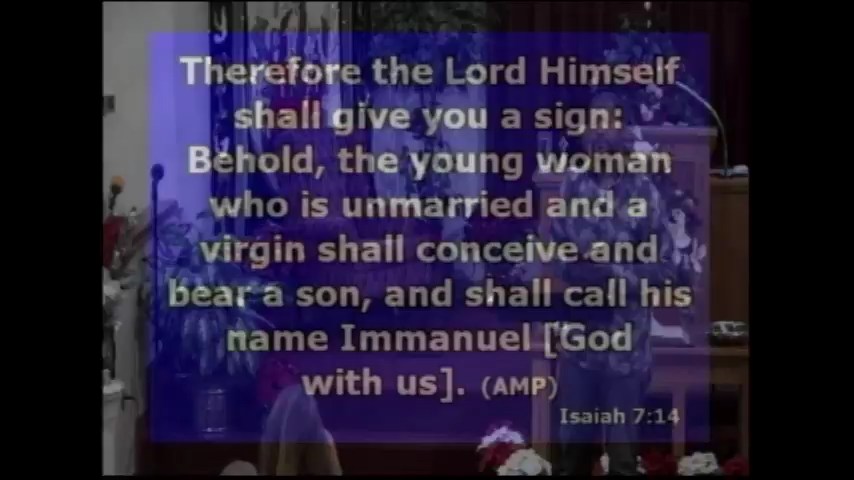 Therefore the Lord Himself
shall give you a sign:
Behold, the young woman
who is unmarried and a
virgin shall conceive and
bear a son, and shall call his
name Immanuel [God
with us]. (AMP)
Isaiah 7:14